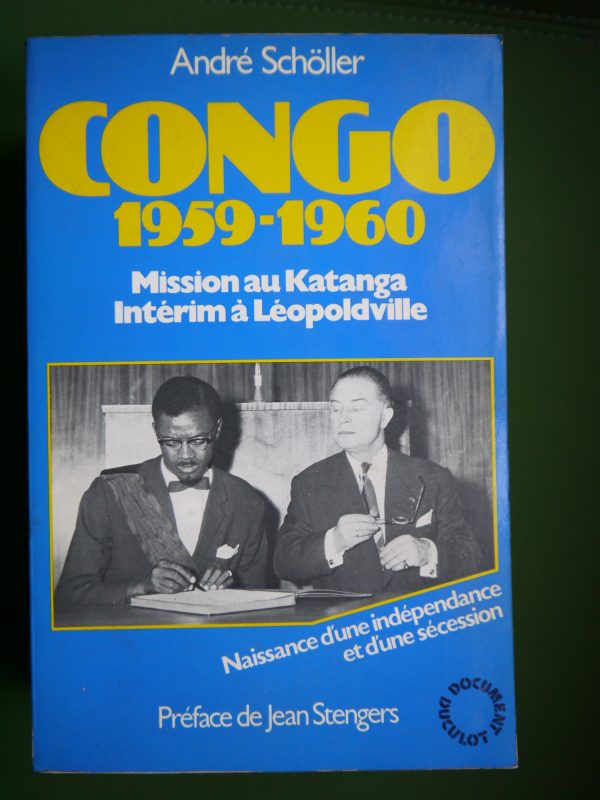 André Schöller
CONGO
1959-1960
Mission au Katanga
Intérim à Léopoldville
Naissance d'une indépendance
et d'une sécession
Préface de Jean Stengers
DOCUMENT
DUCULOT